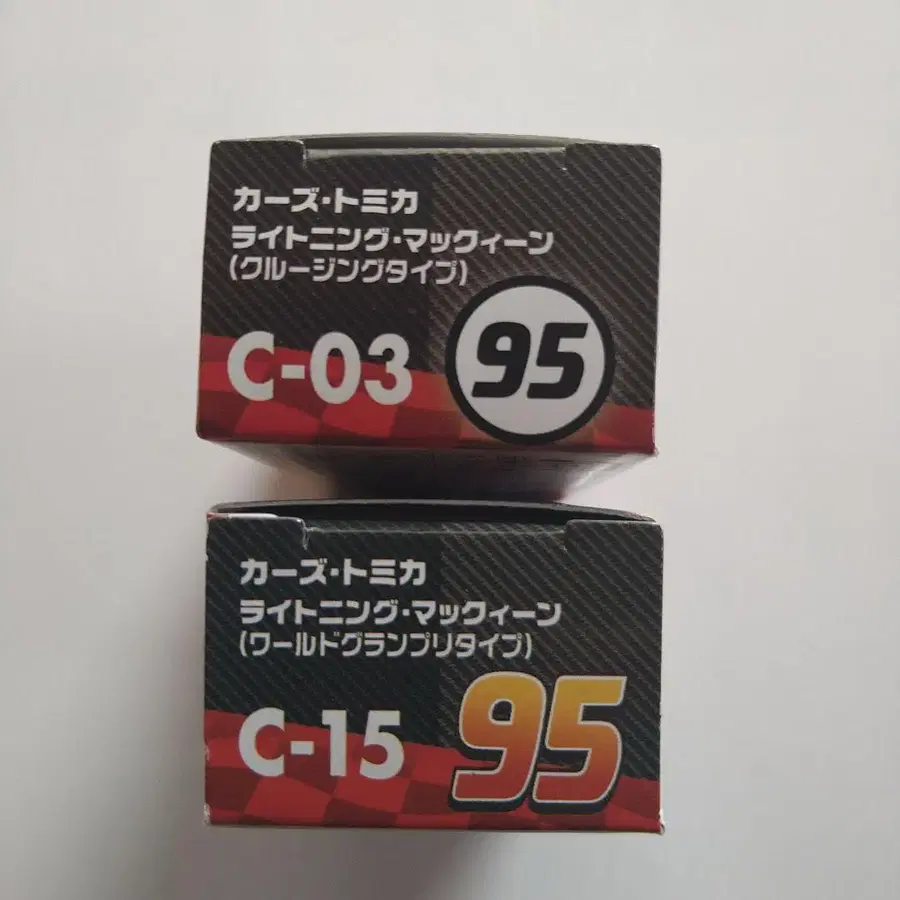 カーズ・トミカ
ライトニング・マックィーン
(クルージングタイプ)
C-03
95
カーズ・トミカ
ライトニング・マックィーン
(ワールドグランプリタイプ)
C-15
95